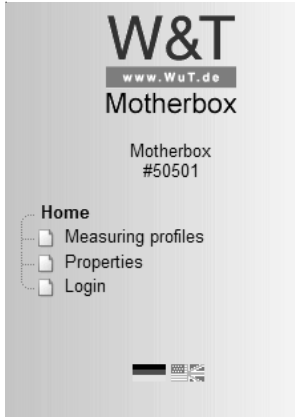 W&T
www.WuT.de
Motherbox
Motherbox
#50501
Home
Measuring profiles
Properties
Login